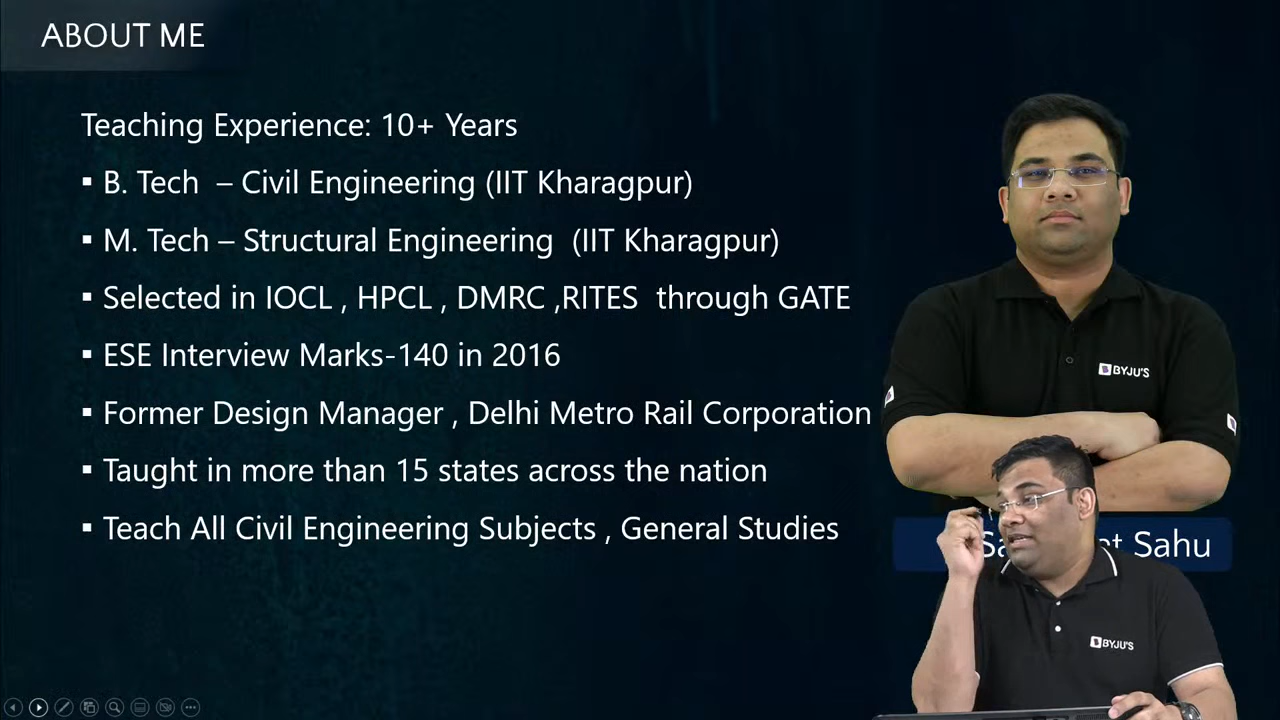 ABOUT ME
Teaching Experience: 10+ Years
▪ B. Tech – Civil Engineering (IIT Kharagpur)
▪ M. Tech – Structural Engineering (IIT Kharagpur)
▪ Selected in IOCL , HPCL , DMRC ,RITES through GATE
▪ ESE Interview Marks-140 in 2016
▪ Former Design Manager , Delhi Metro Rail Corporation
▪ Taught in more than 15 states across the nation
▪ Teach All Civil Engineering Subjects , General Studies
BYJU'S
Sahu
BYJU'S